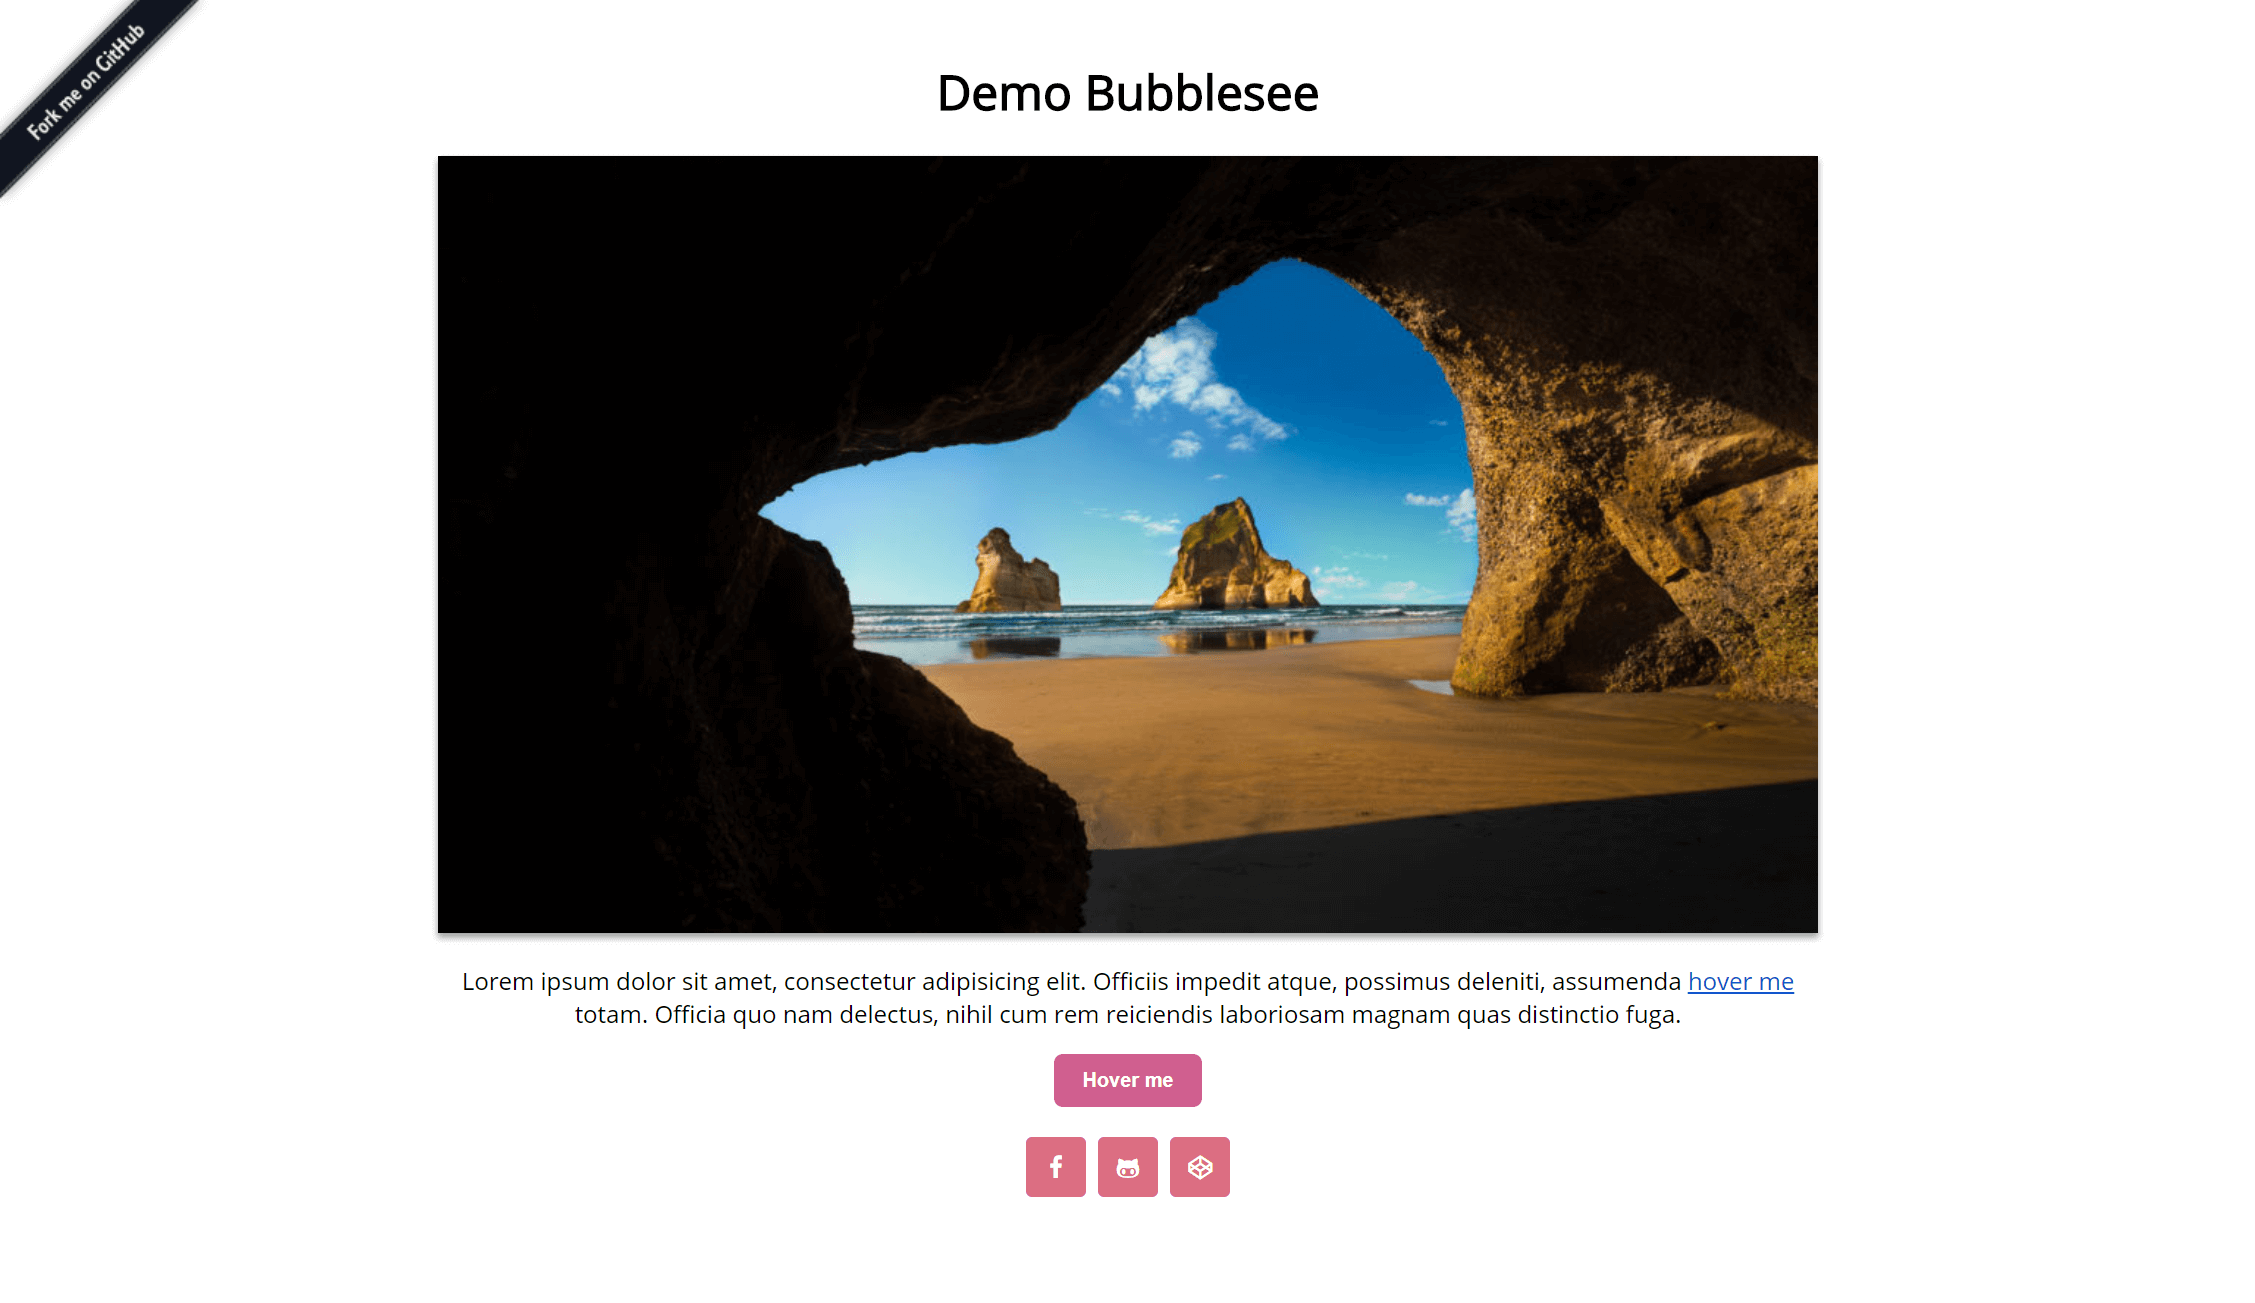 Fork me on GitHub
Demo Bubblesee
Lorem ipsum dolor sit amet, consectetur adipisicing elit. Officiis impedit atque, possimus deleniti, assumenda hover me
totam. Officia quo nam delectus, nihil cum rem reiciendis laboriosam magnam quas distinctio fuga.
Hover me